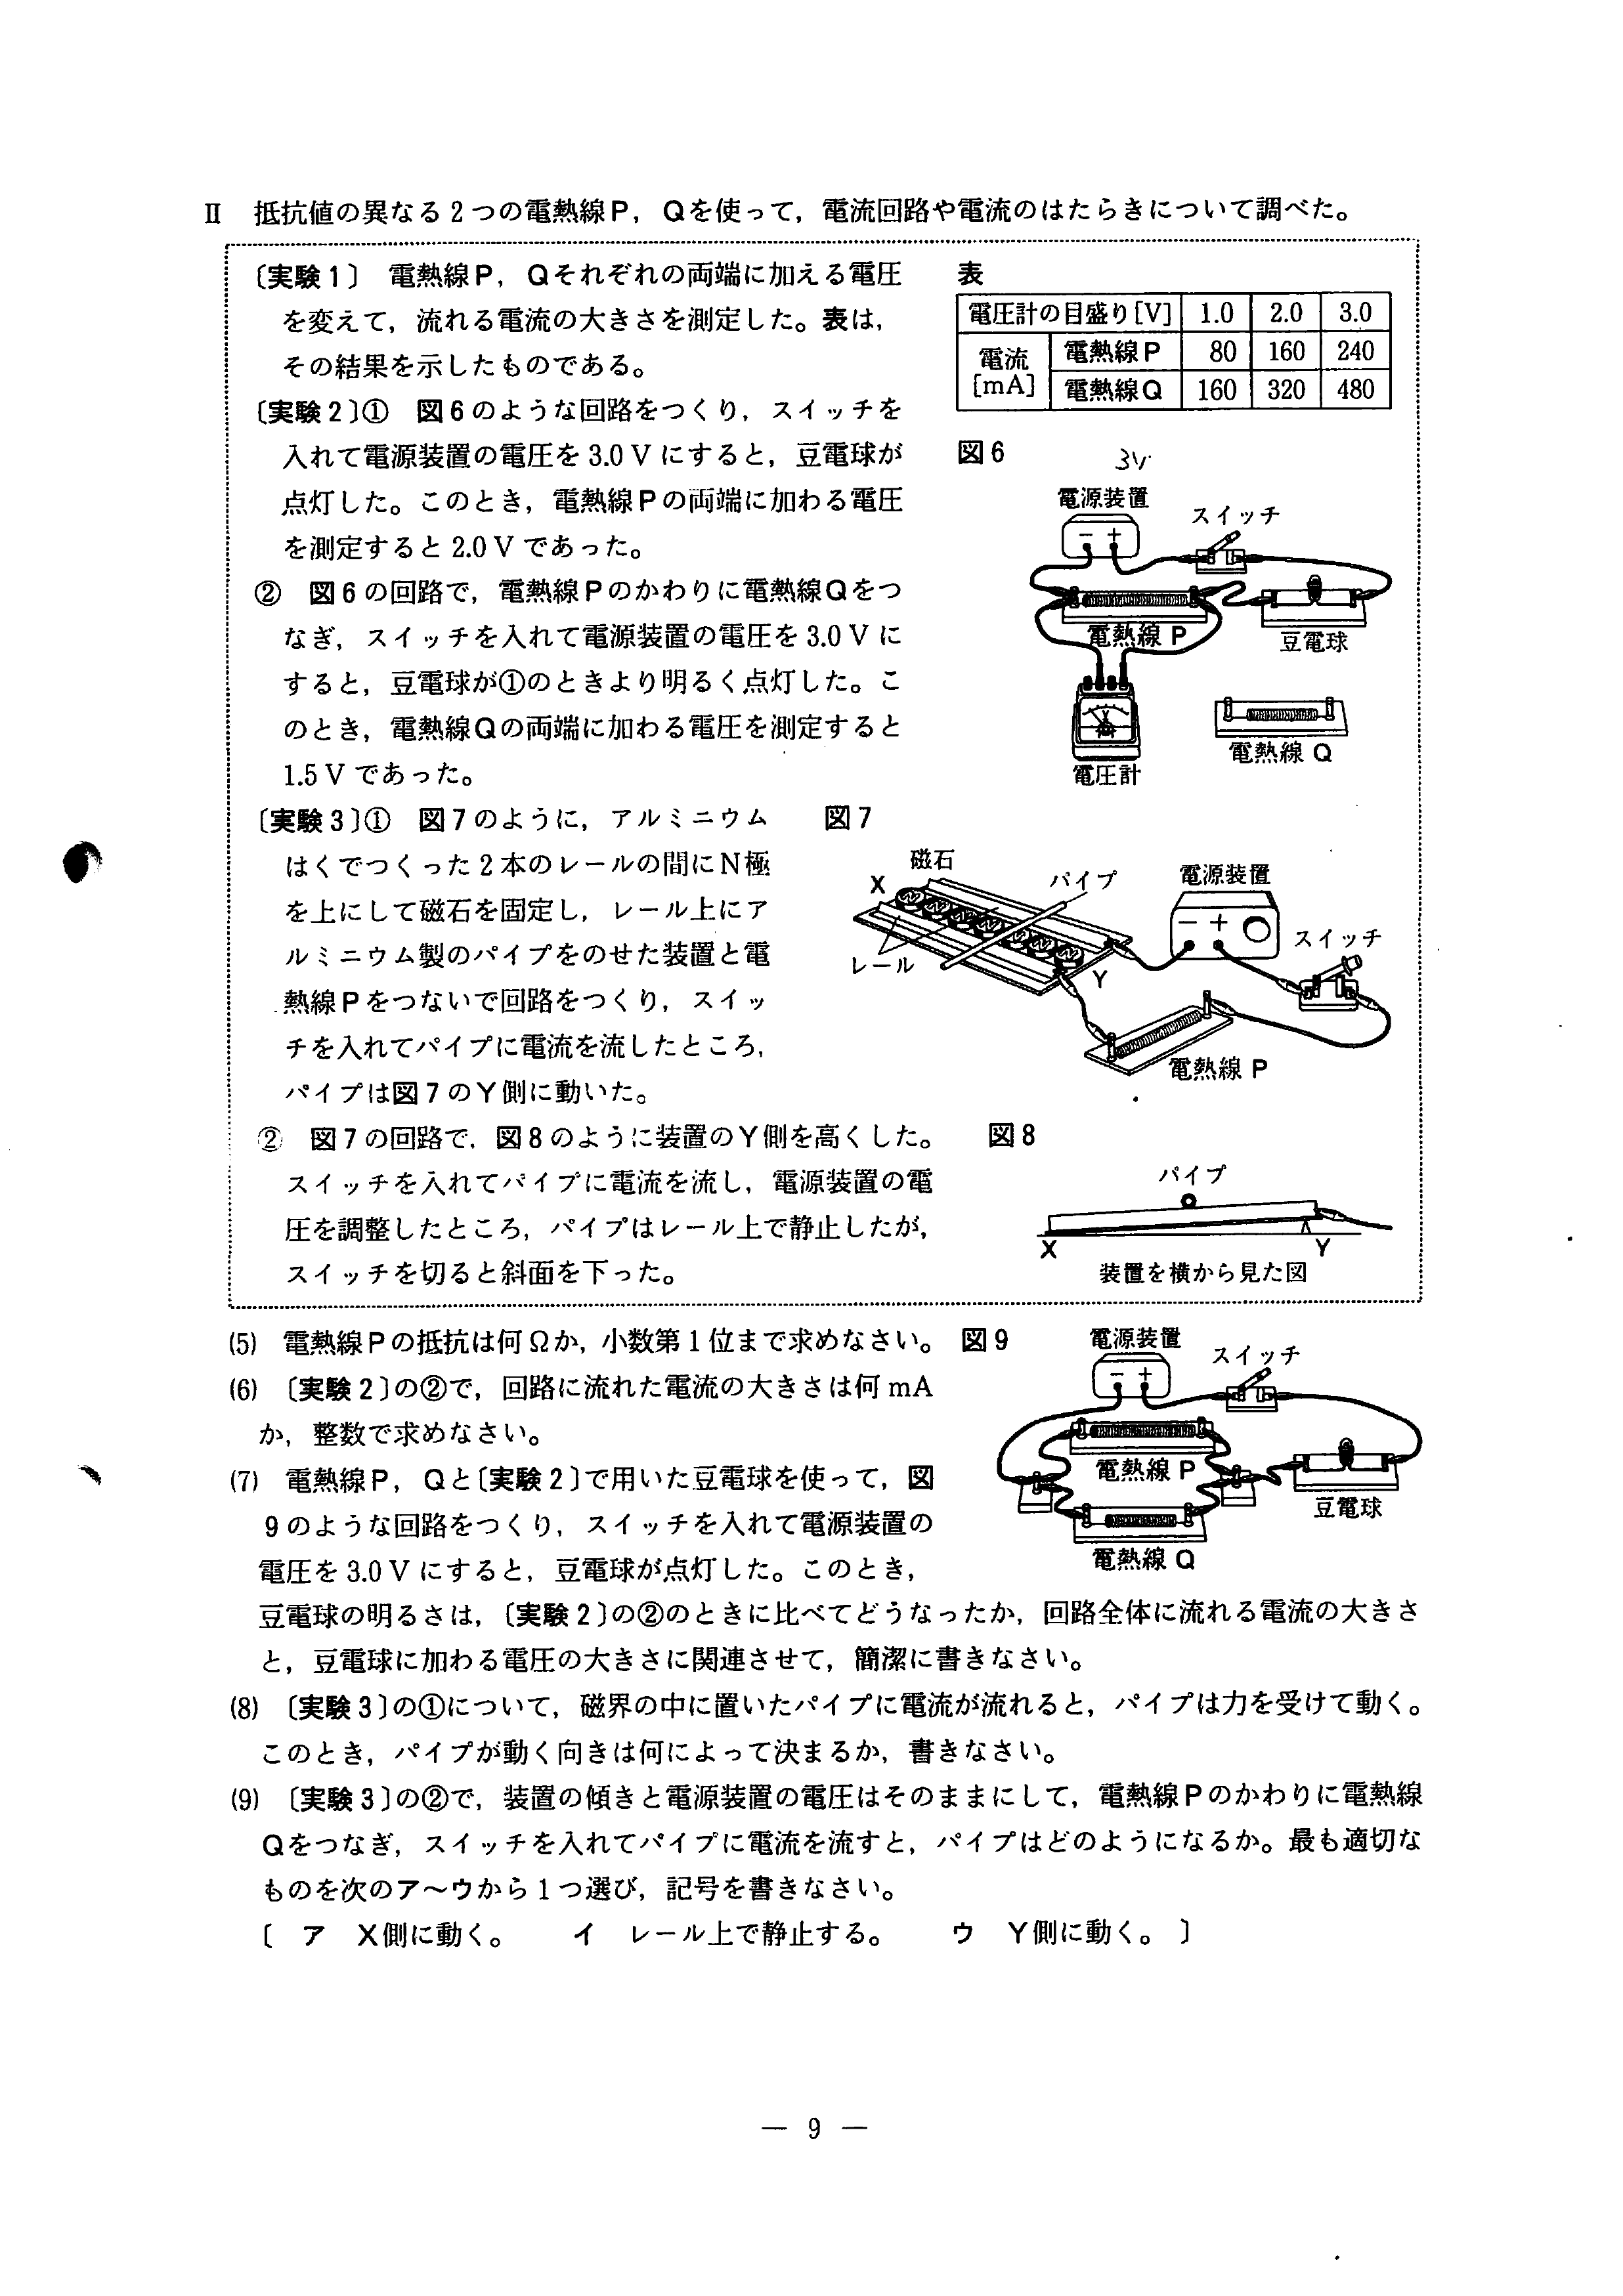 Ⅱ 抵抗値の異なる2つの電熱線P，Qを使って，電流回路や電流のはたらきについて調べた。
〔実験1〕 電熱線P，Qそれぞれの両端に加える電圧
を変えて，流れる電流の大きさを測定した。表は，
その結果を示したものである。
表
電圧計の目盛り[V] 1.0 2.0 3.0
電流[mA] 電熱線P 80 160 240
電熱線Q 160 320 480
〔実験2〕① 図6のような回路をつくり，スイッチを
入れて電源装置の電圧を3.0Vにすると，豆電球が
点灯した。このとき，電熱線Pの両端に加わる電圧
を測定すると2.0Vであった。
② 図6の回路で，電熱線Pのかわりに電熱線Qをつ
なぎ，スイッチを入れて電源装置の電圧を3.0Vに
すると，豆電球が①のときより明るく点灯した。こ
のとき，電熱線Qの両端に加わる電圧を測定すると
1.5Vであった。
図6
3V
電源装置
－ ＋
スイッチ
電熱線P
豆電球
電圧計
電熱線Q
〔実験3〕① 図7のように，アルミニウム
はくでつくった2本のレールの間にN極
を上にして磁石を固定し，レール上にア
ルミニウム製のパイプをのせた装置と電
熱線Pをつないで回路をつくり，スイッ
チを入れてパイプに電流を流したところ，
パイプは図7のY側に動いた。
図7
磁石
X
パイプ
電源装置
－ ＋
スイッチ
レール
Y
電熱線P
② 図7の回路で，図8のように装置のY側を高くした。
スイッチを入れてパイプに電流を流し，電源装置の電
圧を調整したところ，パイプはレール上で静止したが，
スイッチを切ると斜面を下った。
図8
パイプ
X
Y
装置を横から見た図
(5) 電熱線Pの抵抗は何Ωか，小数第1位まで求めなさい。
(6) 〔実験2〕の②で，回路に流れた電流の大きさは何mA
か，整数で求めなさい。
(7) 電熱線P，Qと〔実験2〕で用いた豆電球を使って，図
9のような回路をつくり，スイッチを入れて電源装置の
電圧を3.0Vにすると，豆電球が点灯した。このとき，
豆電球の明るさは，〔実験2〕の②のときに比べてどうなったか，回路全体に流れる電流の大きさ
と，豆電球に加わる電圧の大きさに関連させて，簡潔に書きなさい。
図9
電源装置
－ ＋
スイッチ
電熱線P
豆電球
電熱線Q
(8) 〔実験3〕の①について，磁界の中に置いたパイプに電流が流れると，パイプは力を受けて動く。
このとき，パイプが動く向きは何によって決まるか，書きなさい。
(9) 〔実験3〕の②で，装置の傾きと電源装置の電圧はそのままにして，電熱線Pのかわりに電熱線
Qをつなぎ，スイッチを入れてパイプに電流を流すと，パイプはどのようになるか。最も適切な
ものを次のア～ウから1つ選び，記号を書きなさい。
〔 ア X側に動く。 イ レール上で静止する。 ウ Y側に動く。 〕
― 9 ―